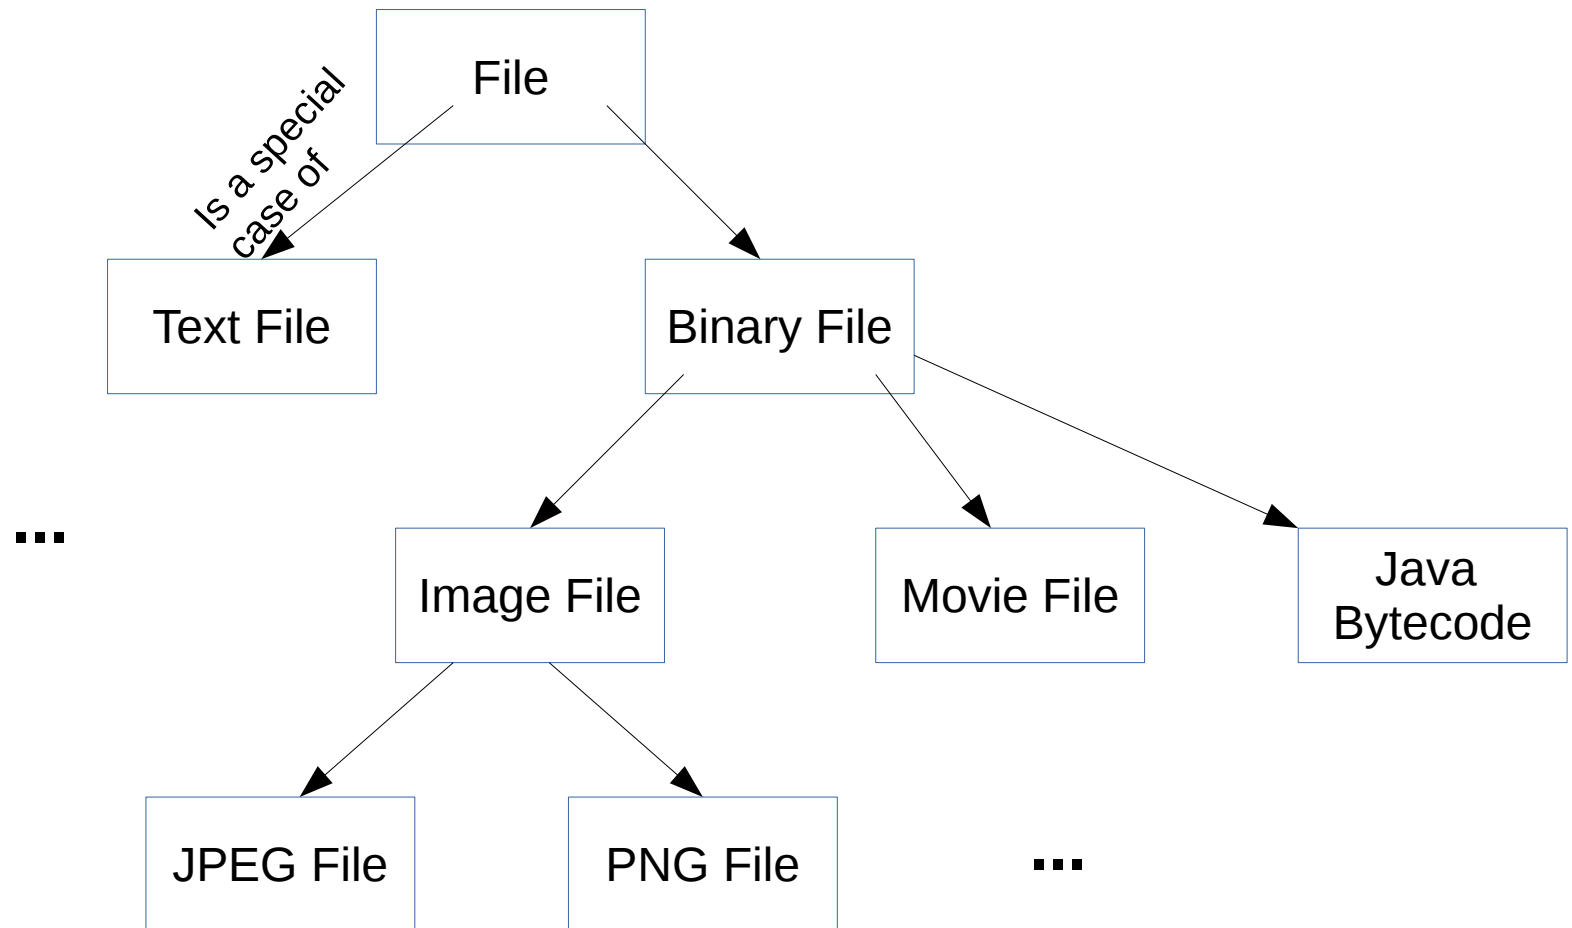 File
Is a special
case of
Text File
Binary File
...
Image File
Movie File
Java
Bytecode
JPEG File
PNG File
...